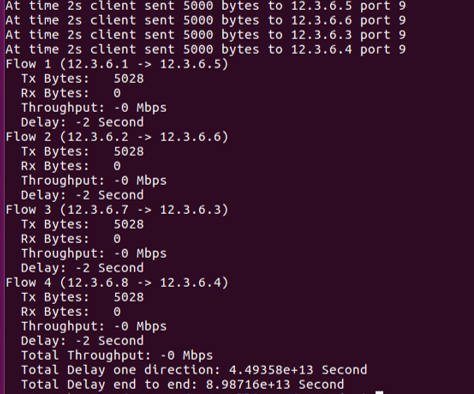 At time 2s client sent 5000 bytes to 12.3.6.5 port 9
At time 2s client sent 5000 bytes to 12.3.6.6 port 9
At time 2s client sent 5000 bytes to 12.3.6.3 port 9
At time 2s client sent 5000 bytes to 12.3.6.4 port 9
Flow 1 (12.3.6.1 -> 12.3.6.5)
  Tx Bytes:   5028
  Rx Bytes:   0
  Throughput: -0 Mbps
  Delay: -2 Second
Flow 2 (12.3.6.2 -> 12.3.6.6)
  Tx Bytes:   5028
  Rx Bytes:   0
  Throughput: -0 Mbps
  Delay: -2 Second
Flow 3 (12.3.6.7 -> 12.3.6.3)
  Tx Bytes:   5028
  Rx Bytes:   0
  Throughput: -0 Mbps
  Delay: -2 Second
Flow 4 (12.3.6.8 -> 12.3.6.4)
  Tx Bytes:   5028
  Rx Bytes:   0
  Throughput: -0 Mbps
  Delay: -2 Second
  Total Throughput: -0 Mbps
  Total Delay one direction: 4.49358e+13 Second
  Total Delay end to end: 8.98716e+13 Second